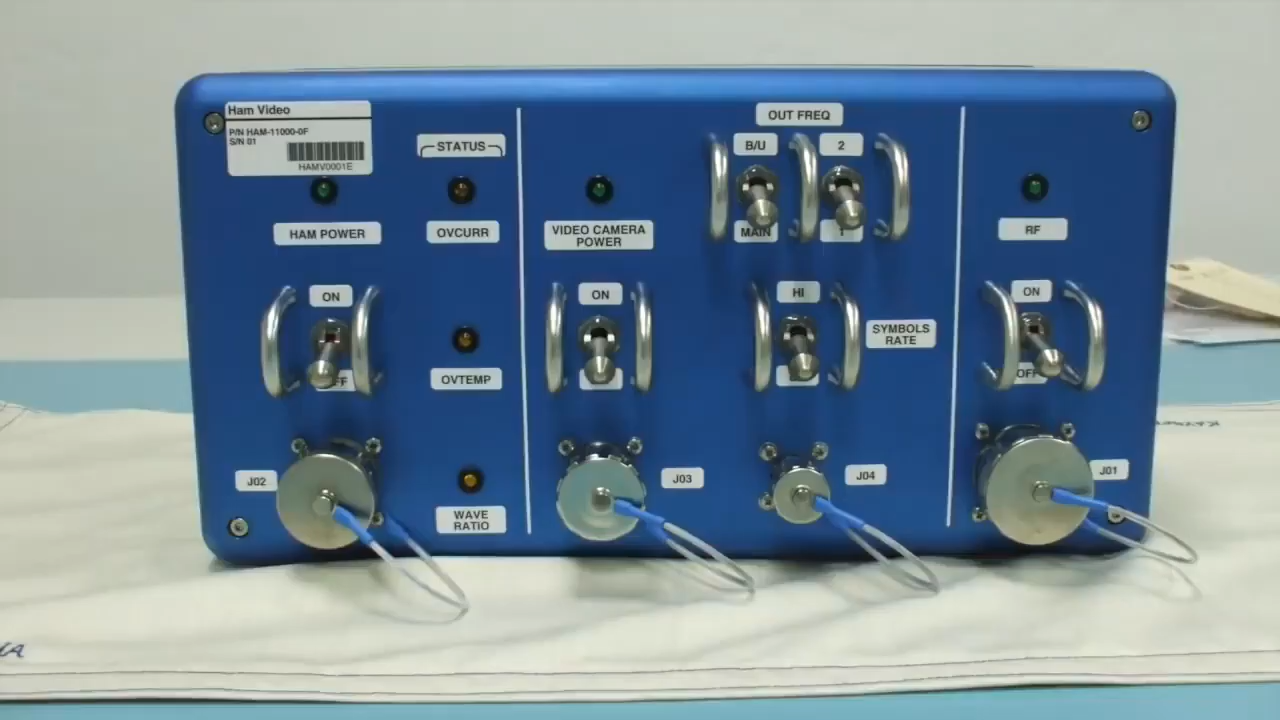 Ham Video
P/N HAM-11000-0F
S/N 01
HAMV0001E
STATUS
OUT FREQ
B/U
2
HAM POWER
OVCURR
VIDEO CAMERA
POWER
MAIN
1
RF
ON
ON
HI
ON
SYMBOLS
RATE
OVTEMP
OFF
J02
J03
J04
J01
WAVE
RATIO